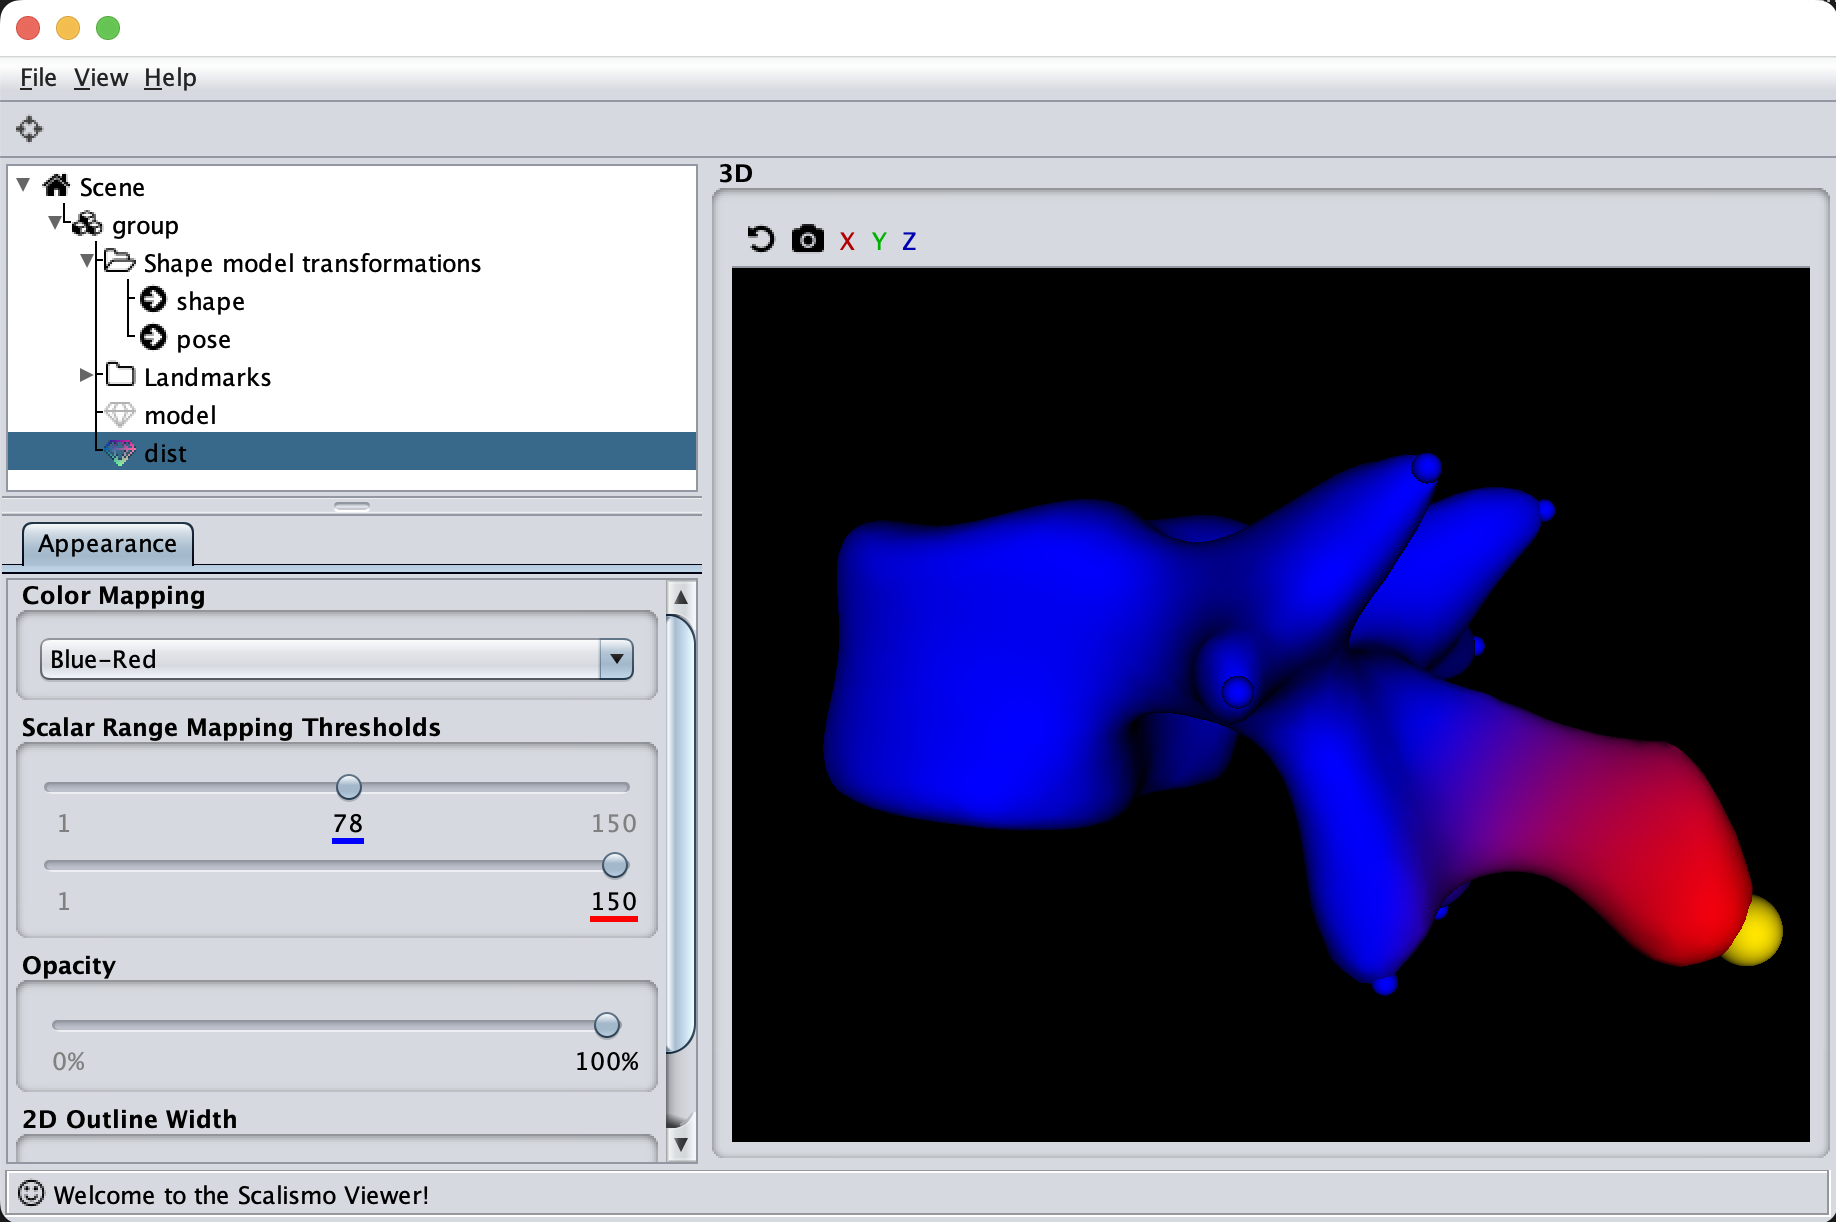 File View Help
Scene
group
Shape model transformations
shape
pose
Landmarks
model
dist
Appearance
Color Mapping
Blue-Red
Scalar Range Mapping Thresholds
1 78 150
1 150
Opacity
0% 100%
2D Outline Width
3D
X Y Z
Welcome to the Scalismo Viewer!